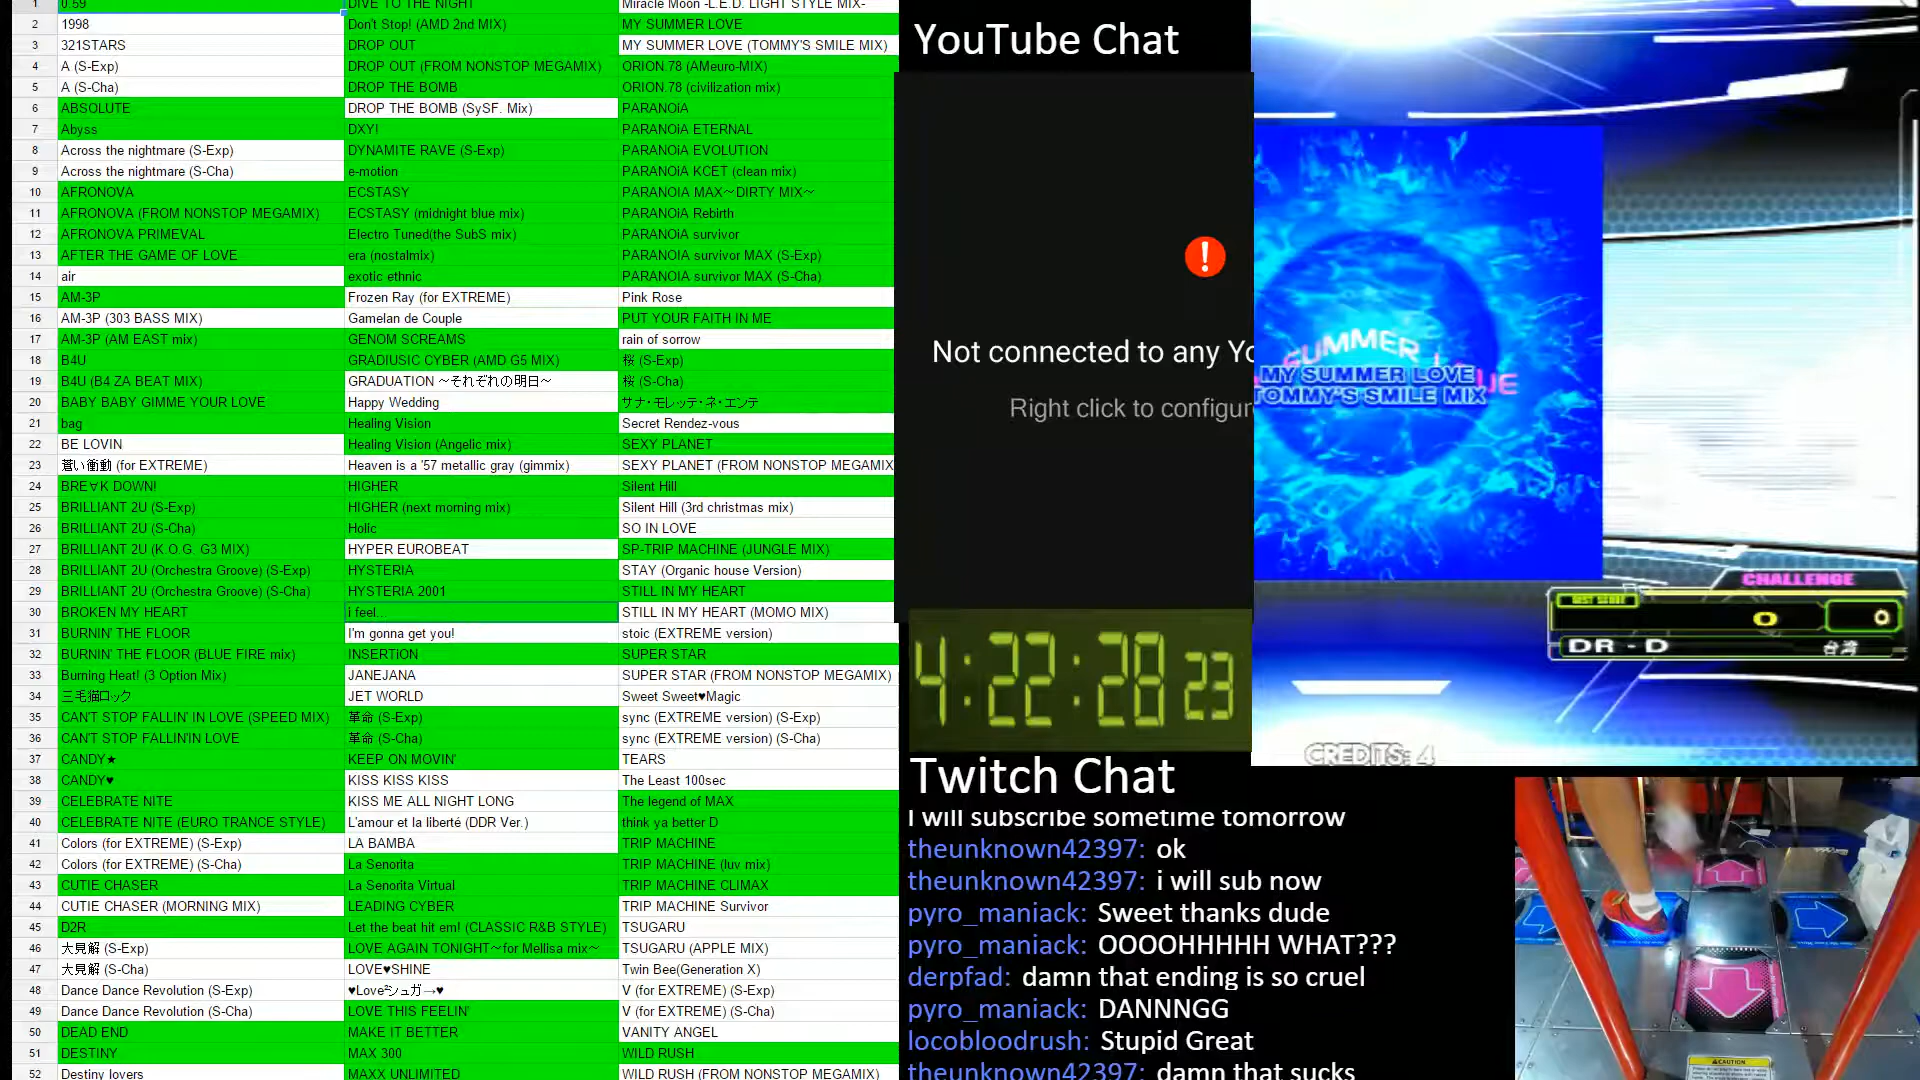 1 0:59 DIVE TO THE NIGHT Miracle Moon -L.E.D. LIGHT STYLE MIX-
2 1998 Don't Stop! (AMD 2nd MIX) MY SUMMER LOVE
3 321STARS DROP OUT MY SUMMER LOVE (TOMMY'S SMILE MIX)
4 A (S-Exp) DROP OUT (FROM NONSTOP MEGAMIX) ORION.78 (AMeuro-MIX)
5 A (S-Cha) DROP THE BOMB ORION.78 (civilization mix)
6 ABSOLUTE DROP THE BOMB (SySF. Mix) PARANOiA
7 Abyss DXY! PARANOiA ETERNAL
8 Across the nightmare (S-Exp) DYNAMITE RAVE (S-Exp) PARANOiA EVOLUTION
9 Across the nightmare (S-Cha) e-motion PARANOiA KCET (clean mix)
10 AFRONOVA ECSTASY PARANOIA MAX～DIRTY MIX～
11 AFRONOVA (FROM NONSTOP MEGAMIX) ECSTASY (midnight blue mix) PARANOiA Rebirth
12 AFRONOVA PRIMEVAL Electro Tuned(the SubS mix) PARANOiA survivor
13 AFTER THE GAME OF LOVE era (nostalmix) PARANOIA survivor MAX (S-Exp)
14 air exotic ethnic PARANOIA survivor MAX (S-Cha)
15 AM-3P Frozen Ray (for EXTREME) Pink Rose
16 AM-3P (303 BASS MIX) Gamelan de Couple PUT YOUR FAITH IN ME
17 AM-3P (AM EAST mix) GENOM SCREAMS rain of sorrow
18 B4U GRADIUSIC CYBER (AMD G5 MIX) 桜 (S-Exp)
19 B4U (B4 ZA BEAT MIX) GRADUATION ～それぞれの明日～ 桜 (S-Cha)
20 BABY BABY GIMME YOUR LOVE Happy Wedding サナ・モレッテ・ネ・エンテ
21 bag Healing Vision Secret Rendez-vous
22 BE LOVIN Healing Vision (Angelic mix) SEXY PLANET
23 蒼い衝動 (for EXTREME) Heaven is a '57 metallic gray (gimmix) SEXY PLANET (FROM NONSTOP MEGAMIX
24 BRE∀K DOWN! HIGHER Silent Hill
25 BRILLIANT 2U (S-Exp) HIGHER (next morning mix) Silent Hill (3rd christmas mix)
26 BRILLIANT 2U (S-Cha) Holic SO IN LOVE
27 BRILLIANT 2U (K.O.G. G3 MIX) HYPER EUROBEAT SP-TRIP MACHINE (JUNGLE MIX)
28 BRILLIANT 2U (Orchestra Groove) (S-Exp) HYSTERIA STAY (Organic house Version)
29 BRILLIANT 2U (Orchestra Groove) (S-Cha) HYSTERIA 2001 STILL IN MY HEART
30 BROKEN MY HEART i feel... STILL IN MY HEART (MOMO MIX)
31 BURNIN' THE FLOOR I'm gonna get you! stoic (EXTREME version)
32 BURNIN' THE FLOOR (BLUE FIRE mix) INSERTiON SUPER STAR
33 Burning Heat! (3 Option Mix) JANEJANA SUPER STAR (FROM NONSTOP MEGAMIX)
34 三毛猫ロック JET WORLD Sweet Sweet♥Magic
35 CAN'T STOP FALLIN' IN LOVE (SPEED MIX) 革命 (S-Exp) sync (EXTREME version) (S-Exp)
36 CAN'T STOP FALLIN'IN LOVE 革命 (S-Cha) sync (EXTREME version) (S-Cha)
37 CANDY★ KEEP ON MOVIN' TEARS
38 CANDY♥ KISS KISS KISS The Least 100sec
39 CELEBRATE NITE KISS ME ALL NIGHT LONG The legend of MAX
40 CELEBRATE NITE (EURO TRANCE STYLE) L'amour et la liberté (DDR Ver.) think ya better D
41 Colors (for EXTREME) (S-Exp) LA BAMBA TRIP MACHINE
42 Colors (for EXTREME) (S-Cha) La Senorita TRIP MACHINE (luv mix)
43 CUTIE CHASER La Senorita Virtual TRIP MACHINE CLIMAX
44 CUTIE CHASER (MORNING MIX) LEADING CYBER TRIP MACHINE Survivor
45 D2R Let the beat hit em! (CLASSIC R&B STYLE) TSUGARU
46 大見解 (S-Exp) LOVE AGAIN TONIGHT～for Mellisa mix～ TSUGARU (APPLE MIX)
47 大見解 (S-Cha) LOVE♥SHINE Twin Bee(Generation X)
48 Dance Dance Revolution (S-Exp) ♥Love²シュガ→♥ V (for EXTREME) (S-Exp)
49 Dance Dance Revolution (S-Cha) LOVE THIS FEELIN' V (for EXTREME) (S-Cha)
50 DEAD END MAKE IT BETTER VANITY ANGEL
51 DESTINY MAX 300 WILD RUSH
52 Destiny lovers MAXX UNLIMITED WILD RUSH (FROM NONSTOP MEGAMIX)
YouTube Chat
Not connected to any Yo
Right click to configur
4:22:28 23
Twitch Chat
I will subscribe sometime tomorrow
theunknown42397: ok
theunknown42397: i will sub now
pyro_maniack: Sweet thanks dude
pyro_maniack: OOOOHHHHH WHAT???
derpfad: damn that ending is so cruel
pyro_maniack: DANNNGG
locobloodrush: Stupid Great
theunknown42397: damn that sucks
MY SUMMER LOVE
TOMMY'S SMILE MIX
CHALLENGE
BEST SCORE
0 0
DR - D 台湾
CREDITS: 4
CAUTION